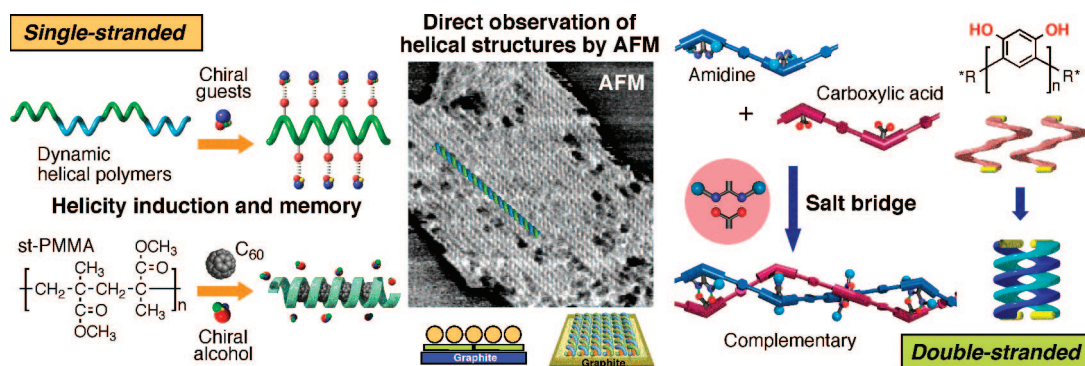 Single-stranded
Chiral
guests
Dynamic
helical polymers
Helicity induction and memory
st-PMMA
C60
OCH3
CH3
C=O
CH2
C
CH2
C
n
C=O
CH3
OCH3
Chiral
alcohol
Direct observation of
helical structures by AFM
AFM
Graphite
Graphite
Amidine
+
Carboxylic acid
Salt bridge
Complementary
HO
OH
*R
n
R*
Double-stranded